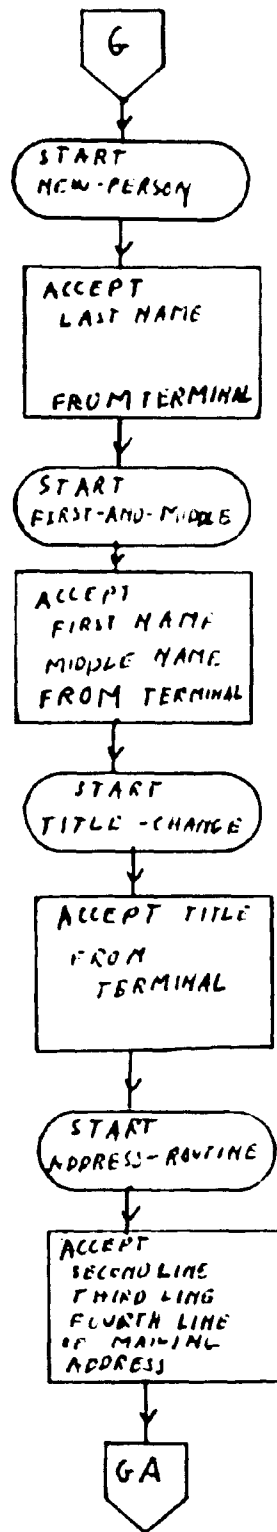 G
START
NEW-PERSON
ACCEPT
LAST NAME
FROM TERMINAL
START
FIRST-AND-MIDDLE
ACCEPT
FIRST NAME
MIDDLE NAME
FROM TERMINAL
START
TITLE-CHANGE
ACCEPT TITLE
FROM
TERMINAL
START
ADDRESS-ROUTINE
ACCEPT
SECOND LINE
THIRD LINE
FOURTH LINE
OF MAILING
ADDRESS
GA